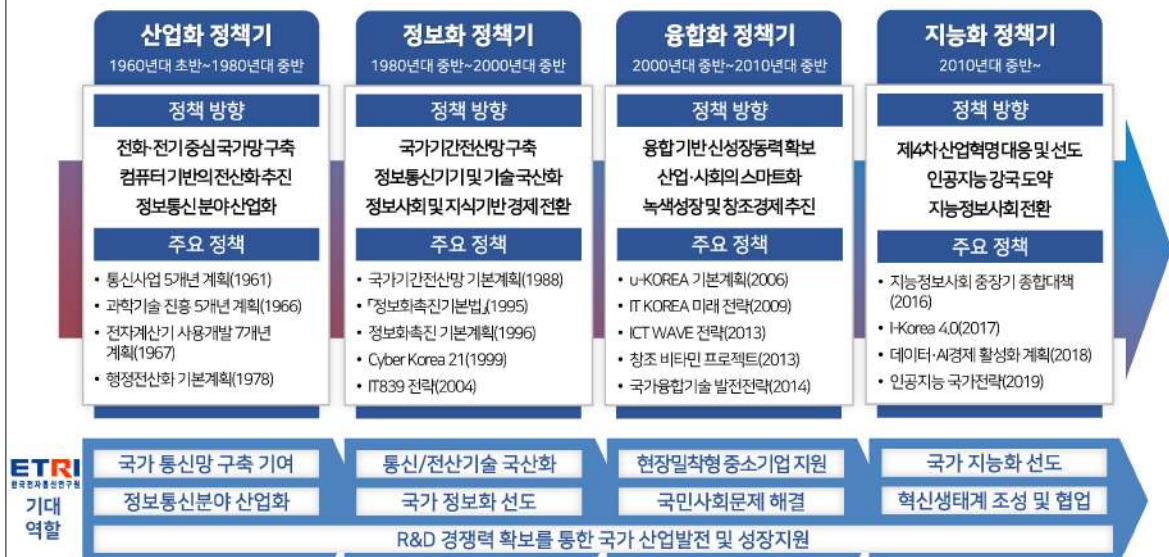 산업화 정책기
1960년대 초반~1980년대 중반
정책 방향
전화·전기 중심 국가망 구축
컴퓨터 기반의 전산화 추진
정보통신 분야 산업화
주요 정책
• 통신사업 5개년 계획(1961)
• 과학기술 진흥 5개년 계획(1966)
• 전자계산기 사용개발 7개년
계획(1967)
• 행정전산화 기본계획(1978)
정보화 정책기
1980년대 중반~2000년대 중반
정책 방향
국가기간전산망 구축
정보통신기기 및 기술 국산화
정보사회 및 지식기반 경제 전환
주요 정책
• 국가기간전산망 기본계획(1988)
• 「정보화촉진기본법」(1995)
• 정보화촉진 기본계획(1996)
• Cyber Korea 21(1999)
• IT839 전략(2004)
융합화 정책기
2000년대 중반~2010년대 중반
정책 방향
융합 기반 신성장동력 확보
산업·사회의 스마트화
녹색성장 및 창조경제 추진
주요 정책
• u-KOREA 기본계획(2006)
• IT KOREA 미래 전략(2009)
• ICT WAVE 전략(2013)
• 창조 비타민 프로젝트(2013)
• 국가융합기술 발전전략(2014)
지능화 정책기
2010년대 중반~
정책 방향
제4차 산업혁명 대응 및 선도
인공지능 강국 도약
지능정보사회 전환
주요 정책
• 지능정보사회 중장기 종합대책
(2016)
• I-Korea 4.0(2017)
• 데이터·AI경제 활성화 계획(2018)
• 인공지능 국가전략(2019)
ETRI
한국전자통신연구원
기대
역할
국가 통신망 구축 기여
통신/전산기술 국산화
현장밀착형 중소기업 지원
국가 지능화 선도
정보통신분야 산업화
국가 정보화 선도
국민사회문제 해결
혁신생태계 조성 및 협업
R&D 경쟁력 확보를 통한 국가 산업발전 및 성장지원